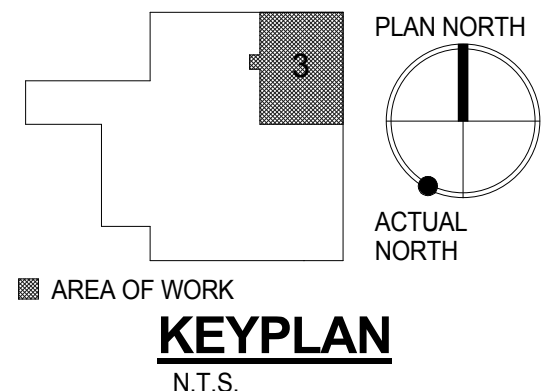 PLAN NORTH
3
ACTUAL
NORTH
AREA OF WORK
KEYPLAN
N.T.S.